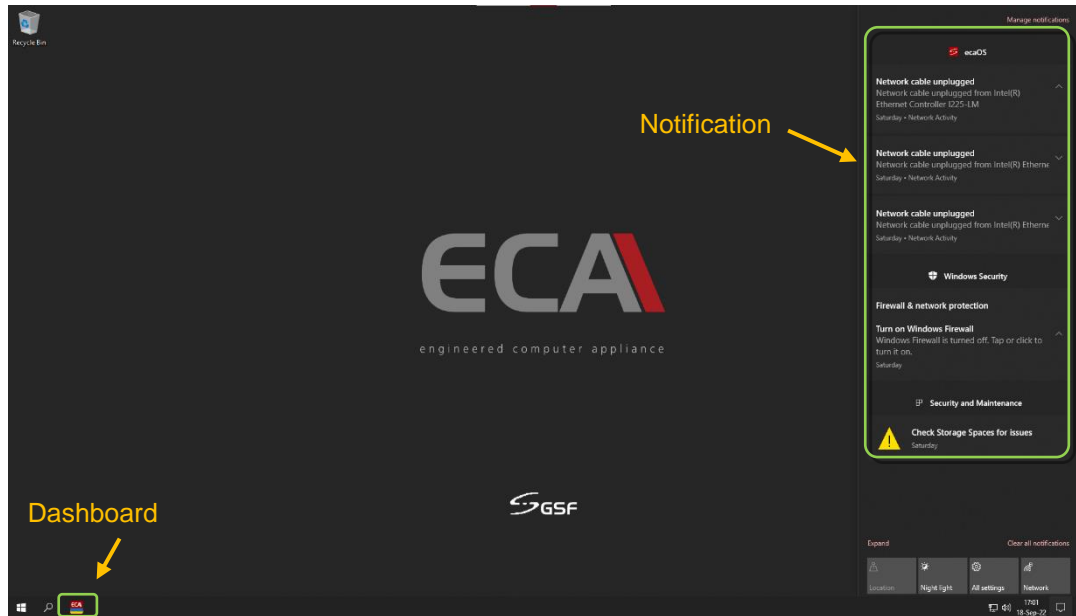 Recycle Bin
Manage notifications
ecaOS
Network cable unplugged
Network cable unplugged from Intel(R)
Ethernet Controller I225-LM
Saturday • Network Activity
Notification
Network cable unplugged
Network cable unplugged from Intel(R) Etherne
Saturday • Network Activity
Network cable unplugged
Network cable unplugged from Intel(R) Etherne
Saturday • Network Activity
ECA
engineered computer appliance
Windows Security
Firewall & network protection
Turn on Windows Firewall
Windows Firewall is turned off. Tap or click to
turn it on.
Saturday
Security and Maintenance
Check Storage Spaces for issues
Saturday
GSF
Dashboard
Expand
Clear all notifications
Location
Night light
All settings
Network
ECA
17:01
18-Sep-22